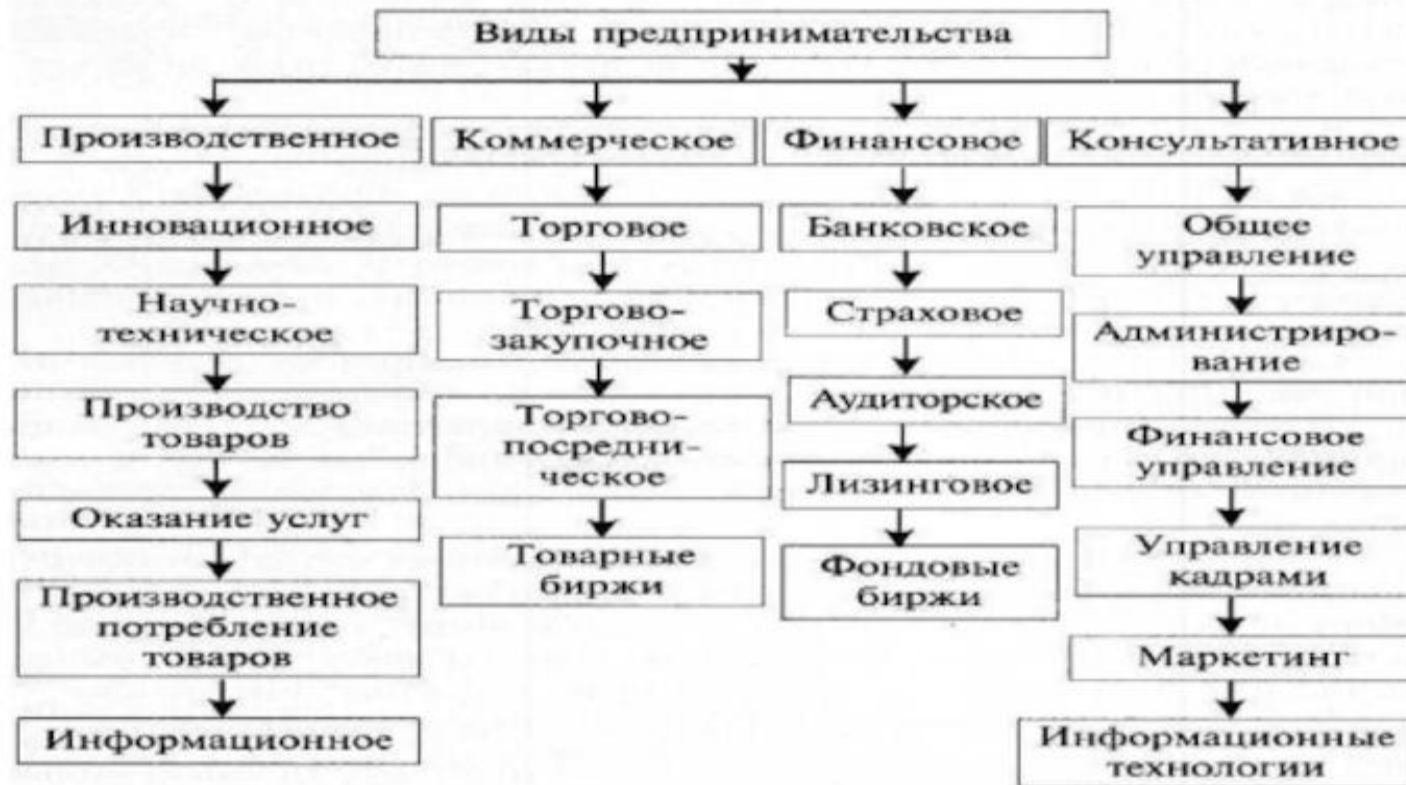 Виды предпринимательства
Производственное
Инновационное
Научно-
техническое
Производство
товаров
Оказание услуг
Производственное
потребление
товаров
Информационное
Коммерческое
Торговое
Торгово-
закупочное
Торгово-
посредни-
ческое
Товарные
биржи
Финансовое
Банковское
Страховое
Аудиторское
Лизинговое
Фондовые
биржи
Консультативное
Общее
управление
Администриро-
вание
Финансовое
управление
Управление
кадрами
Маркетинг
Информационные
технологии